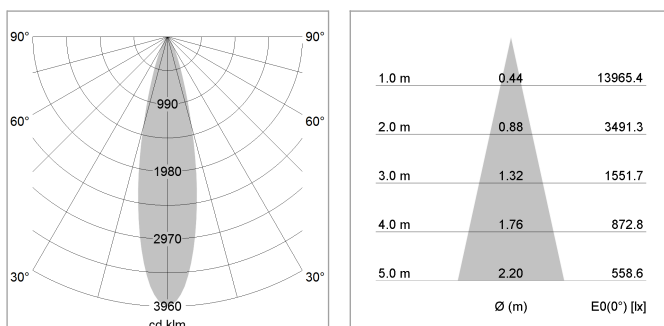 90° 90°
990
60° 60°
1980
2970
30° 30°
3960
cd klm
1.0 m 0.44 13965.4
2.0 m 0.88 3491.3
3.0 m 1.32 1551.7
4.0 m 1.76 872.8
5.0 m 2.20 558.6
Ø (m) E0(0°) [lx]